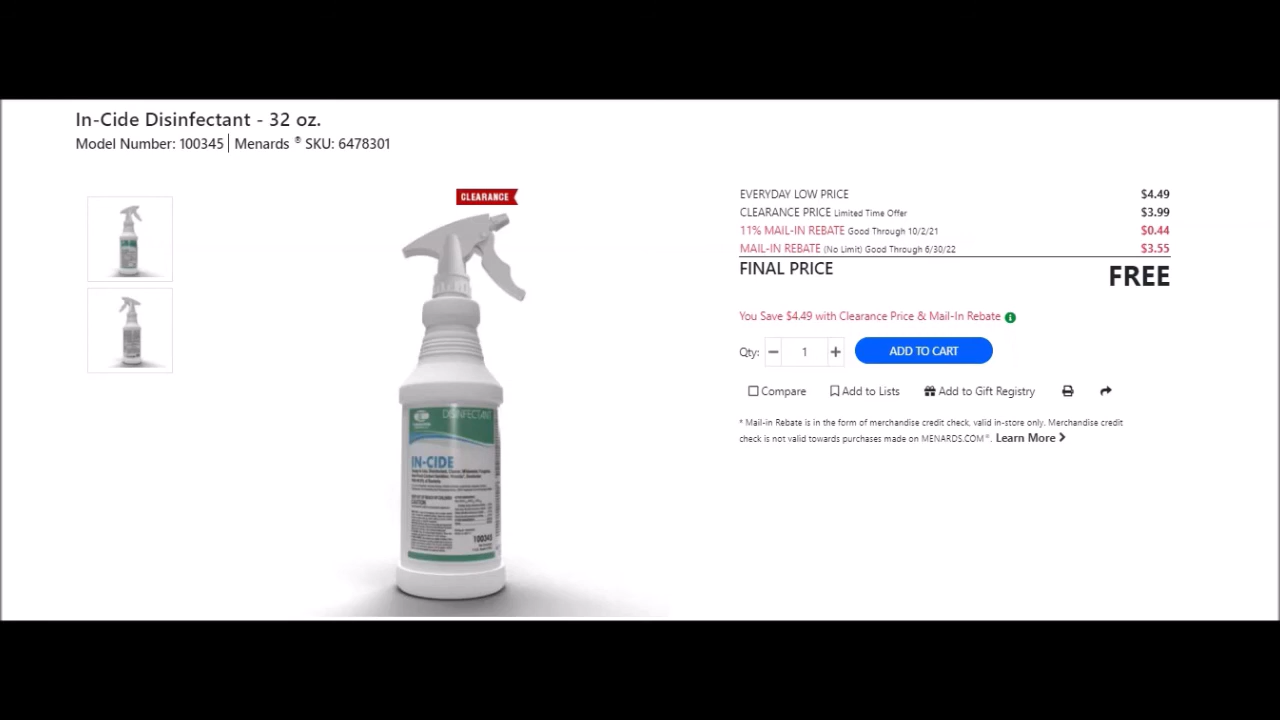 In-Cide Disinfectant - 32 oz.
Model Number: 100345 | Menards ® SKU: 6478301
CLEARANCE
EVERYDAY LOW PRICE $4.49
CLEARANCE PRICE Limited Time Offer $3.99
11% MAIL-IN REBATE Good Through 10/2/21 $0.44
MAIL-IN REBATE (No Limit) Good Through 6/30/22 $3.55
FINAL PRICE FREE
You Save $4.49 with Clearance Price & Mail-In Rebate
Qty: 1 ADD TO CART
Compare Add to Lists Add to Gift Registry
* Mail-in Rebate is in the form of merchandise credit check, valid in-store only. Merchandise credit
check is not valid towards purchases made on MENARDS.COM®. Learn More
DISINFECTANT
IN-CIDE
CAUTION
100345